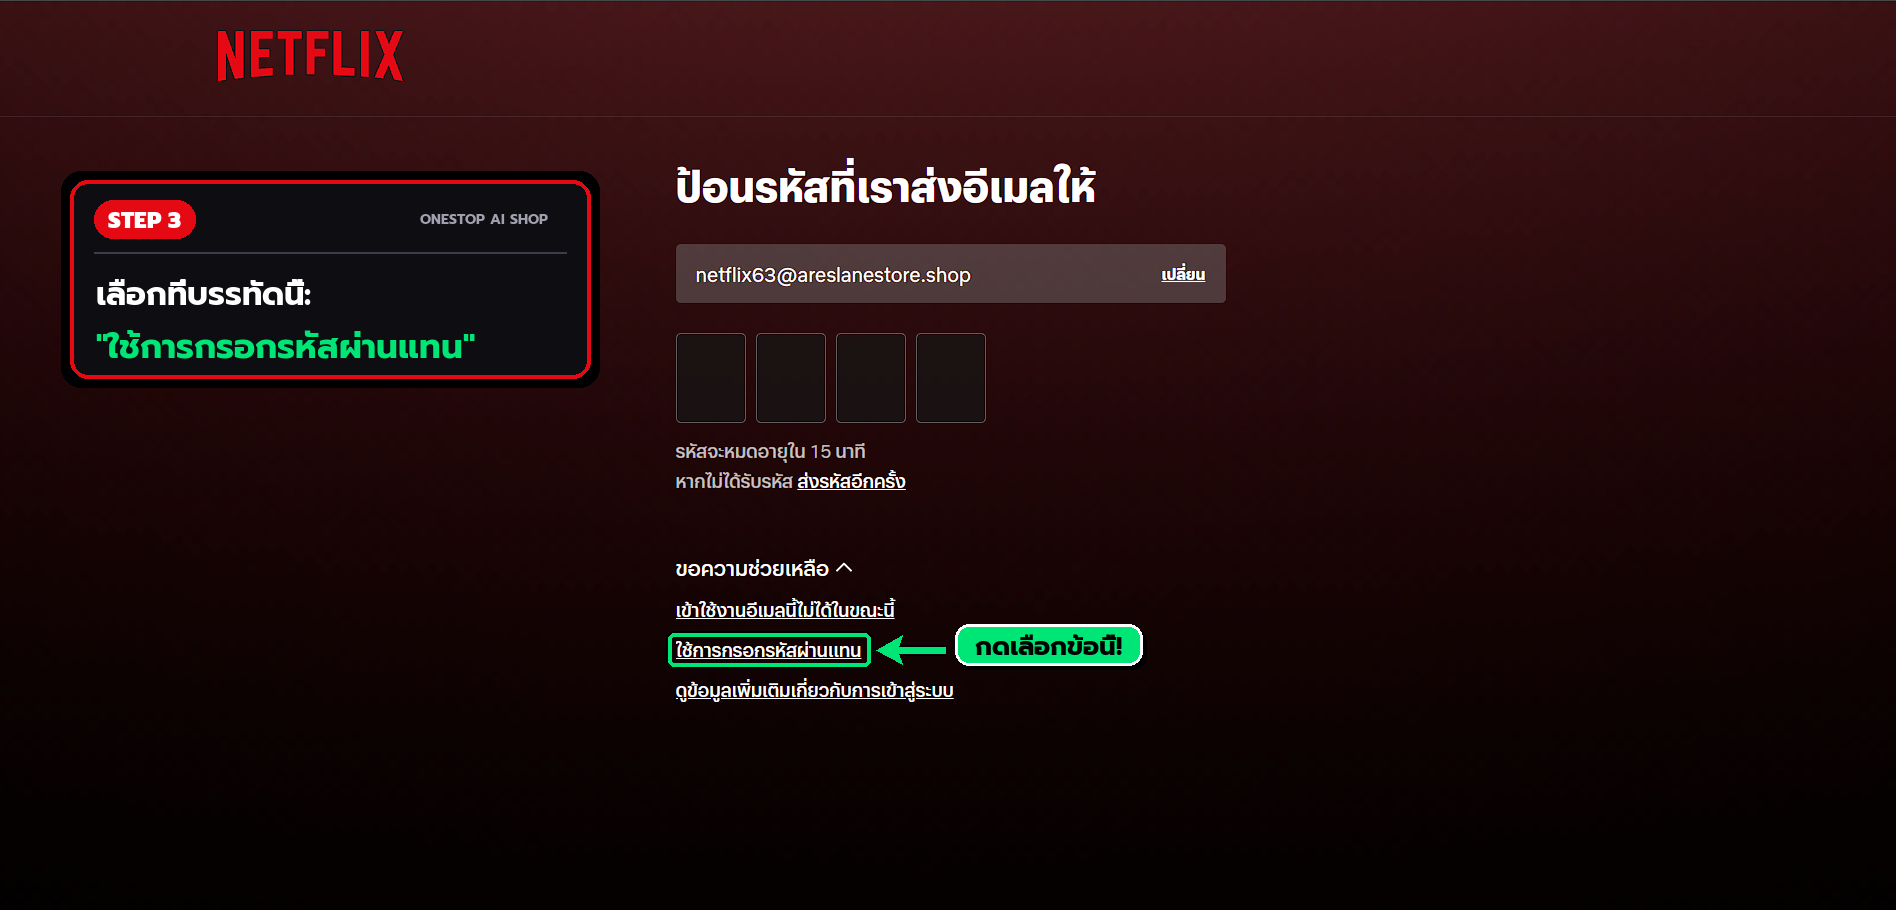 NETFLIX
STEP 3
ONESTOP AI SHOP
เลือกที่บรรทัดนี้:
"ใช้การกรอกรหัสผ่านแทน"
ป้อนรหัสที่เราส่งอีเมลให้
netflix63@areslanestore.shop
เปลี่ยน
รหัสจะหมดอายุใน 15 นาที
หากไม่ได้รับรหัส ส่งรหัสอีกครั้ง
ขอความช่วยเหลือ
เข้าใช้งานอีเมลนี้ไม่ได้ในขณะนี้
ใช้การกรอกรหัสผ่านแทน
กดเลือกข้อนี้!
ดูข้อมูลเพิ่มเติมเกี่ยวกับการเข้าสู่ระบบ